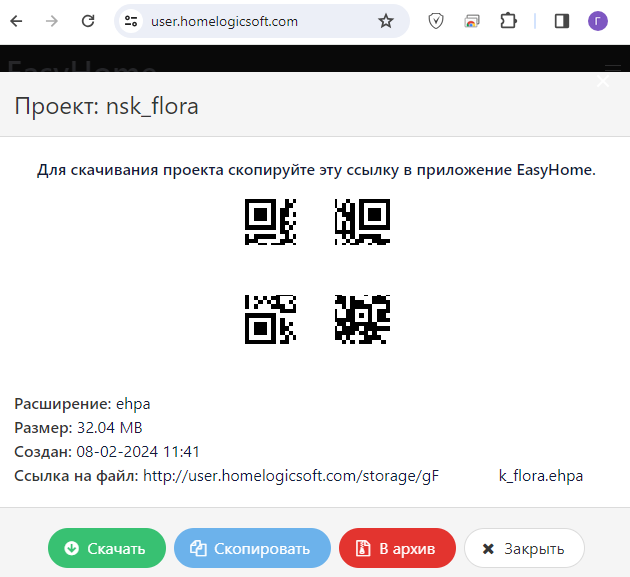 user.homelogicsoft.com
Г
EasyHome
Проект: nsk_flora
Для скачивания проекта скопируйте эту ссылку в приложение EasyHome.
Расширение: ehpa
Размер: 32.04 MB
Создан: 08-02-2024 11:41
Ссылка на файл: http://user.homelogicsoft.com/storage/gF k_flora.ehpa
Скачать Скопировать В архив Закрыть